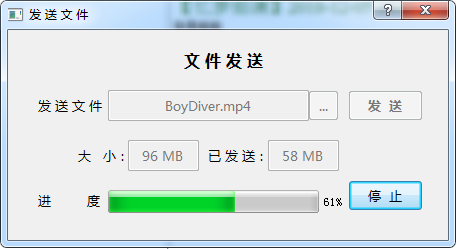 发送文件
文件发送
发送文件 BoyDiver.mp4 ... 发 送
大 小: 96 MB 已发送: 58 MB
进 度 61% 停 止